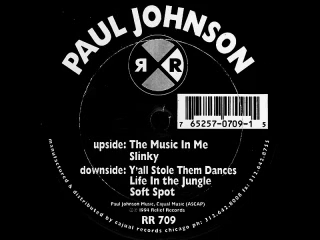 PAUL JOHNSON
R R
7 65257-0709-1 5
upside: The Music In Me
Slinky
downside: Y'all Stole Them Dances
Life In the Jungle
Soft Spot
Paul Johnson Music, Cajual Music (ASCAP)
© 1994 Relief Records
RR 709
manufactured & distributed by cajual records chicago ph: 312.